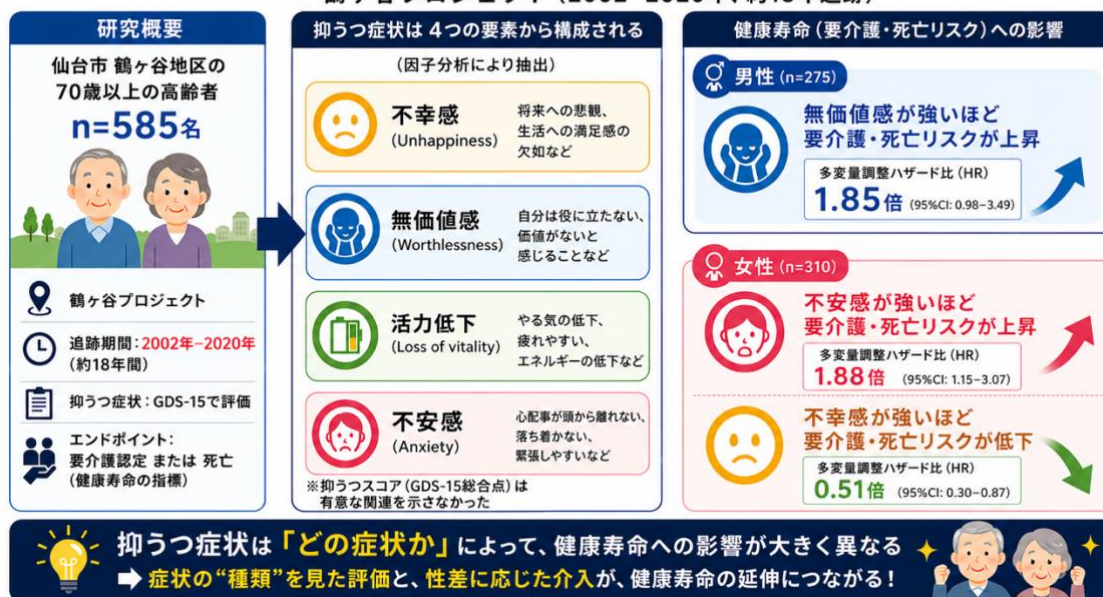 研究概要
仙台市 鶴ヶ谷地区の
70歳以上の高齢者
n=585名
鶴ヶ谷プロジェクト
追跡期間:2002年–2020年
(約18年間)
抑うつ症状:GDS-15で評価
エンドポイント:
要介護認定 または 死亡
(健康寿命の指標)
抑うつ症状は 4つの要素から構成される
(因子分析により抽出)
不幸感
(Unhappiness)
将来への悲観、
生活への満足感の
欠如など
無価値感
(Worthlessness)
自分は役に立たない、
価値がないと
感じることなど
活力低下
(Loss of vitality)
やる気の低下、
疲れやすい、
エネルギーの低下など
不安感
(Anxiety)
心配事が頭から離れない、
落ち着かない、
緊張しやすいなど
※抑うつスコア(GDS-15総合点)は
有意な関連を示さなかった
健康寿命(要介護・死亡リスク)への影響
男性 (n=275)
無価値感が強いほど
要介護・死亡リスクが上昇
多変量調整ハザード比(HR)
1.85倍 (95%CI: 0.98–3.49)
女性 (n=310)
不安感が強いほど
要介護・死亡リスクが上昇
多変量調整ハザード比(HR)
1.88倍 (95%CI: 1.15–3.07)
不幸感が強いほど
要介護・死亡リスクが低下
多変量調整ハザード比(HR)
0.51倍 (95%CI: 0.30–0.87)
抑うつ症状は「どの症状か」によって、健康寿命への影響が大きく異なる
➡ 症状の“種類”を見た評価と、性差に応じた介入が、健康寿命の延伸につながる!